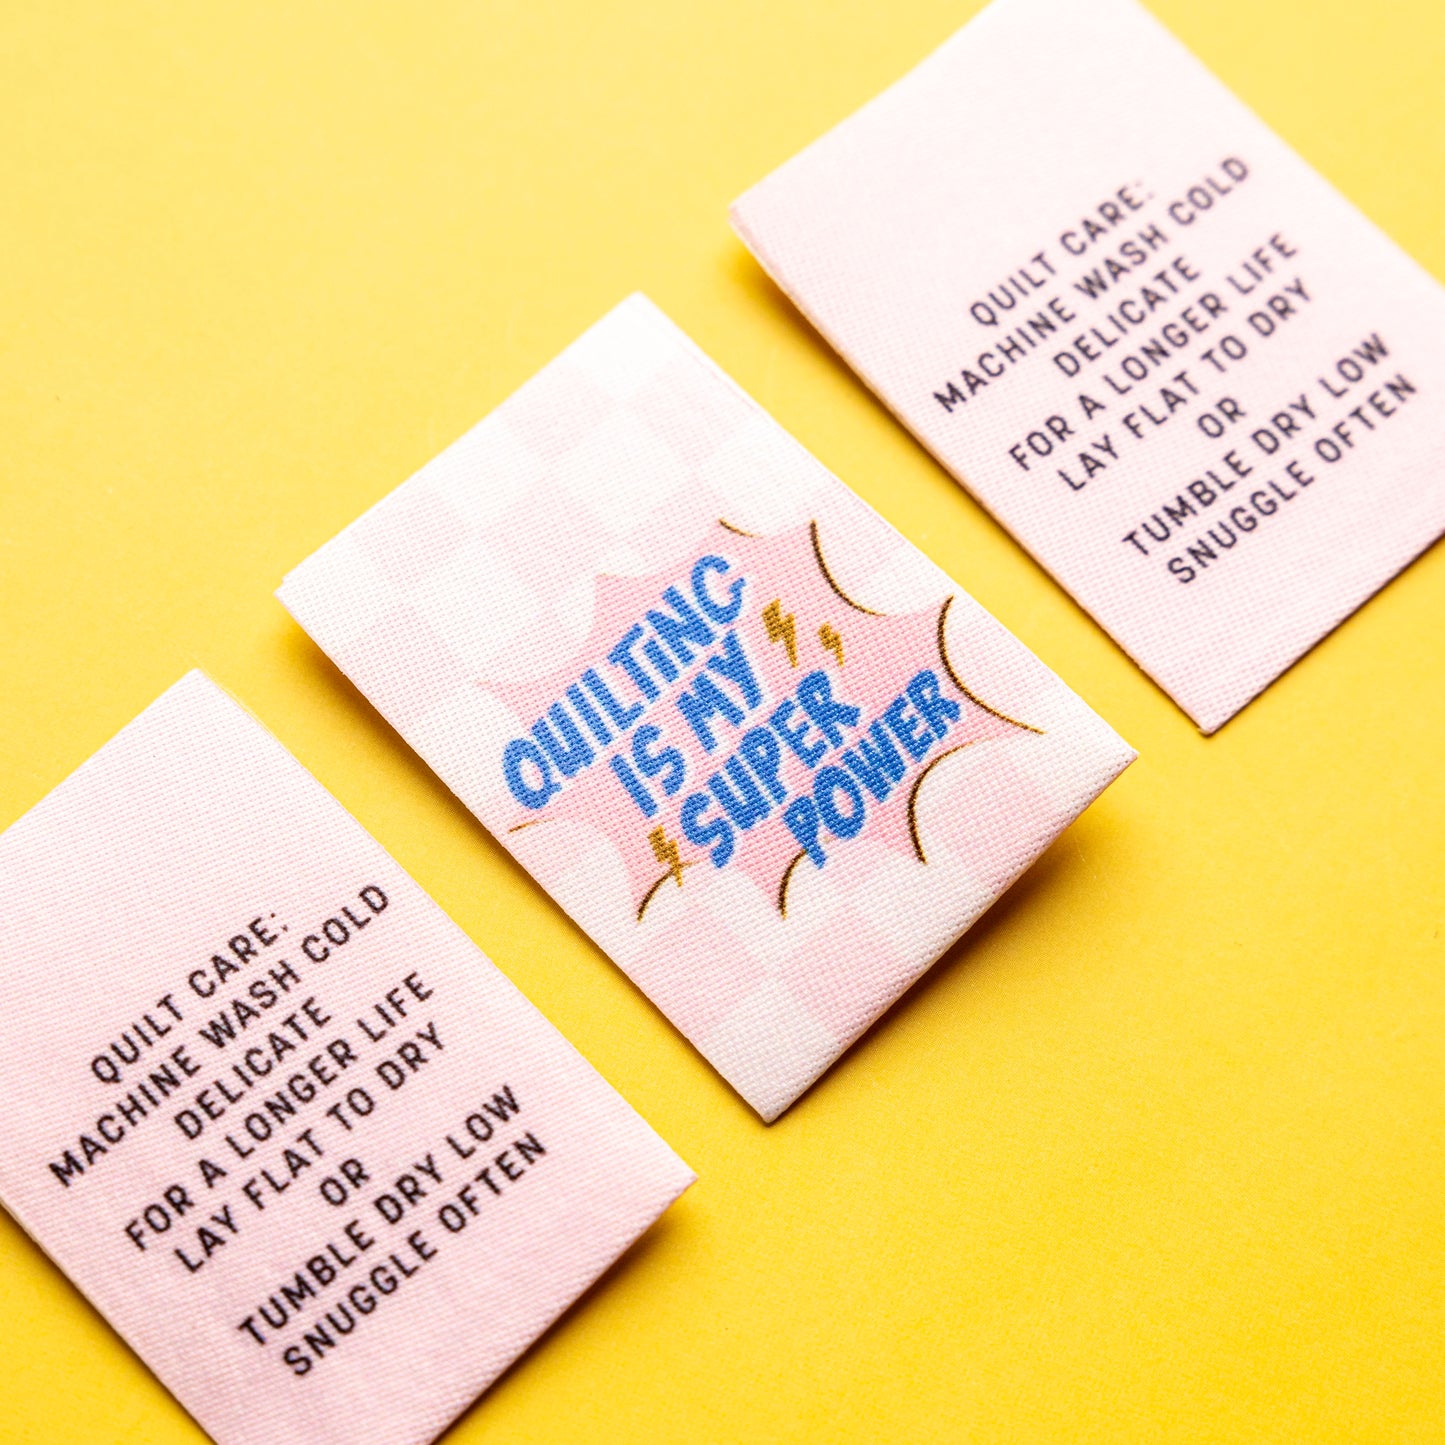 QUILT CARE:
MACHINE WASH COLD
DELICATE
FOR A LONGER LIFE
LAY FLAT TO DRY
OR
TUMBLE DRY LOW
SNUGGLE OFTEN
QUILTiNG
IS MY
SUPER
POWER
QUILT CARE:
MACHINE WASH COLD
DELICATE
FOR A LONGER LIFE
LAY FLAT TO DRY
OR
TUMBLE DRY LOW
SNUGGLE OFTEN